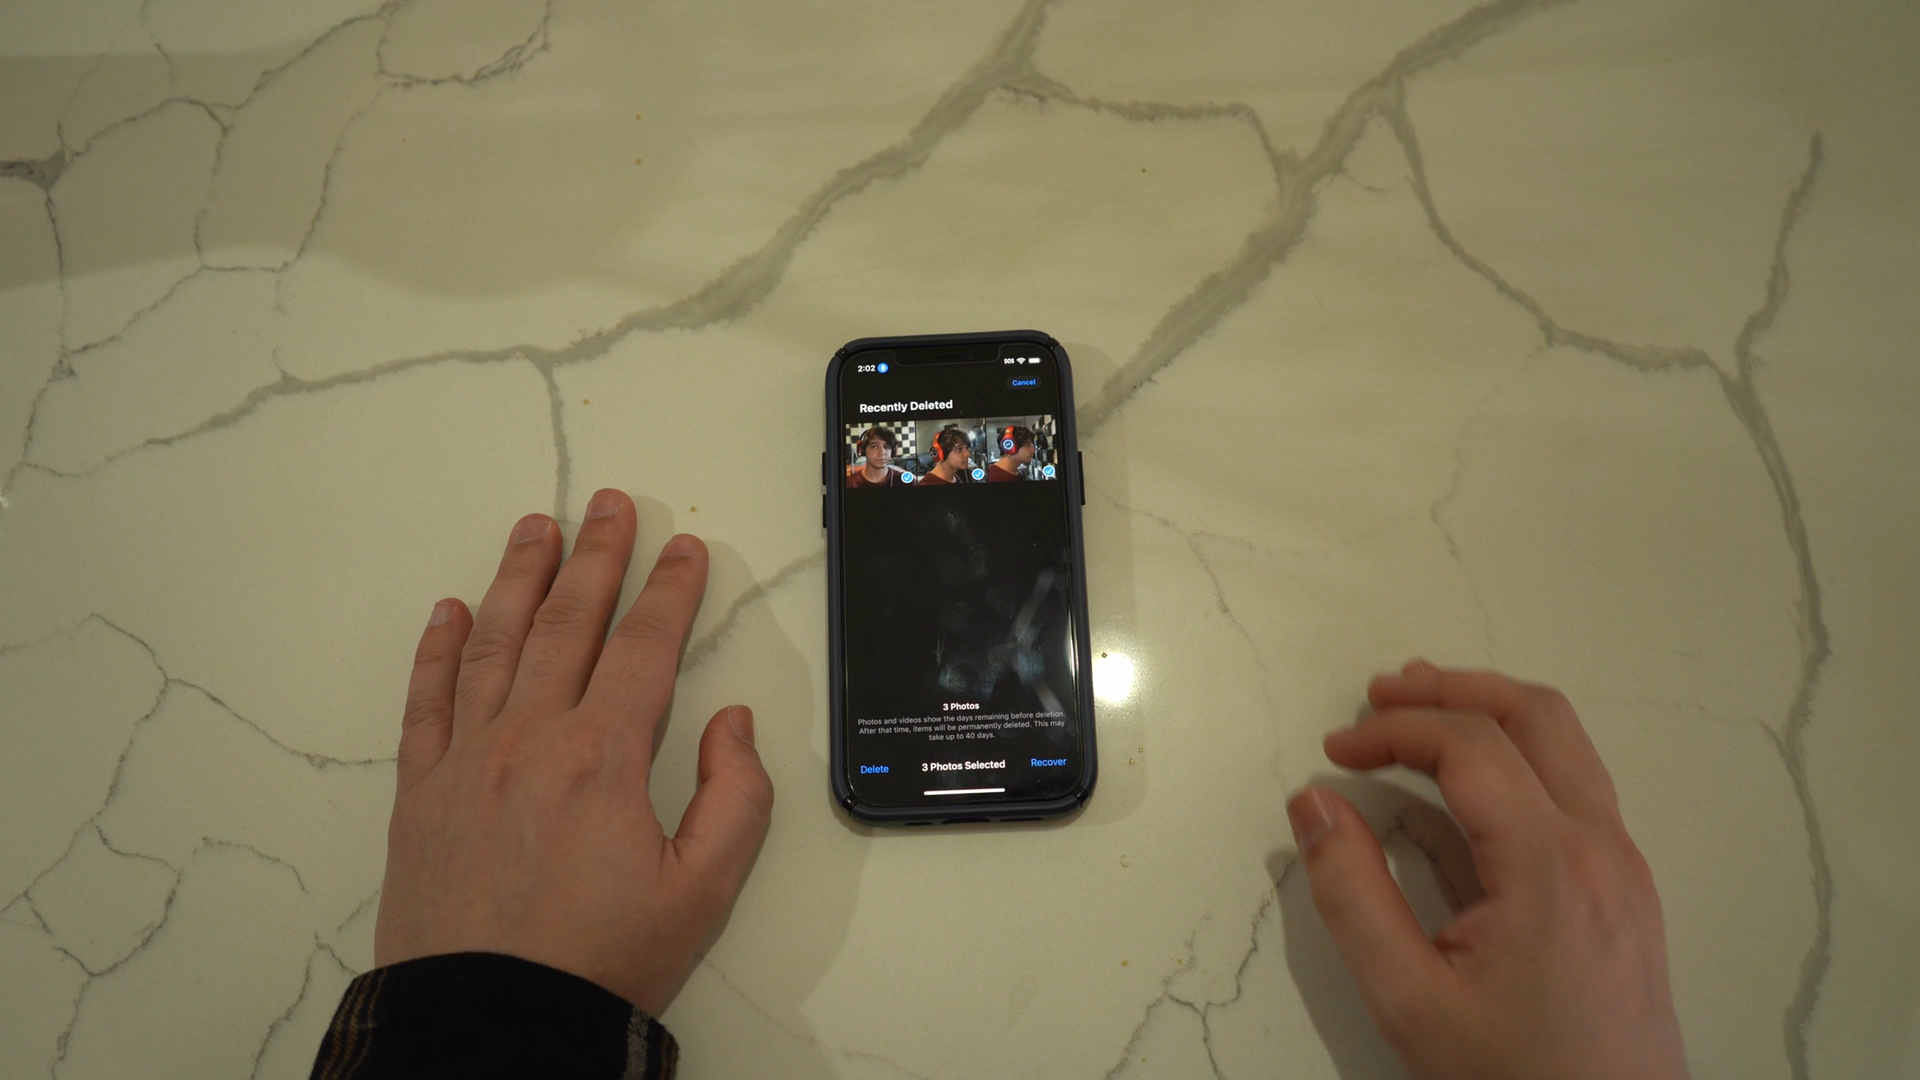 2:02
SOS
Cancel
Recently Deleted
3 Photos
Photos and videos show the days remaining before deletion.
After that time, items will be permanently deleted. This may
take up to 40 days.
Delete
3 Photos Selected
Recover